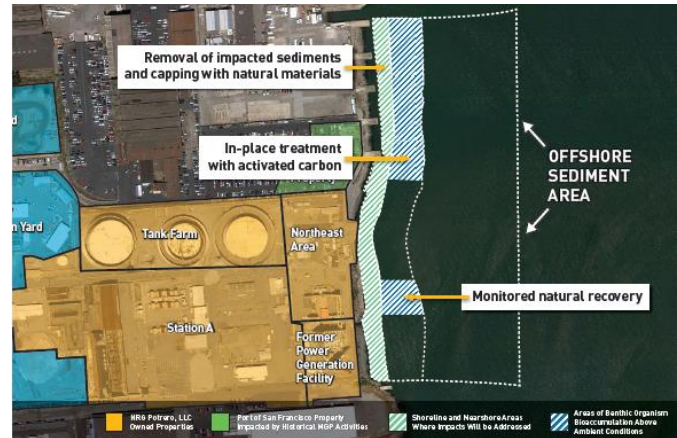 Removal of impacted sediments
and capping with natural materials
In-place treatment
with activated carbon
OFFSHORE
SEDIMENT
AREA
Yard
Tank Farm
Northeast
Area
Monitored natural recovery
Station A
Former
Power
Generation
Facility
NRG Potrero, LLC
Owned Properties
Port of San Francisco Property
Impacted by Historical MGP Activities
Shoreline and Nearshore Areas
Where Impacts Will be Addressed
Areas of Benthic Organism
Bioaccumulation Above
Ambient Conditions